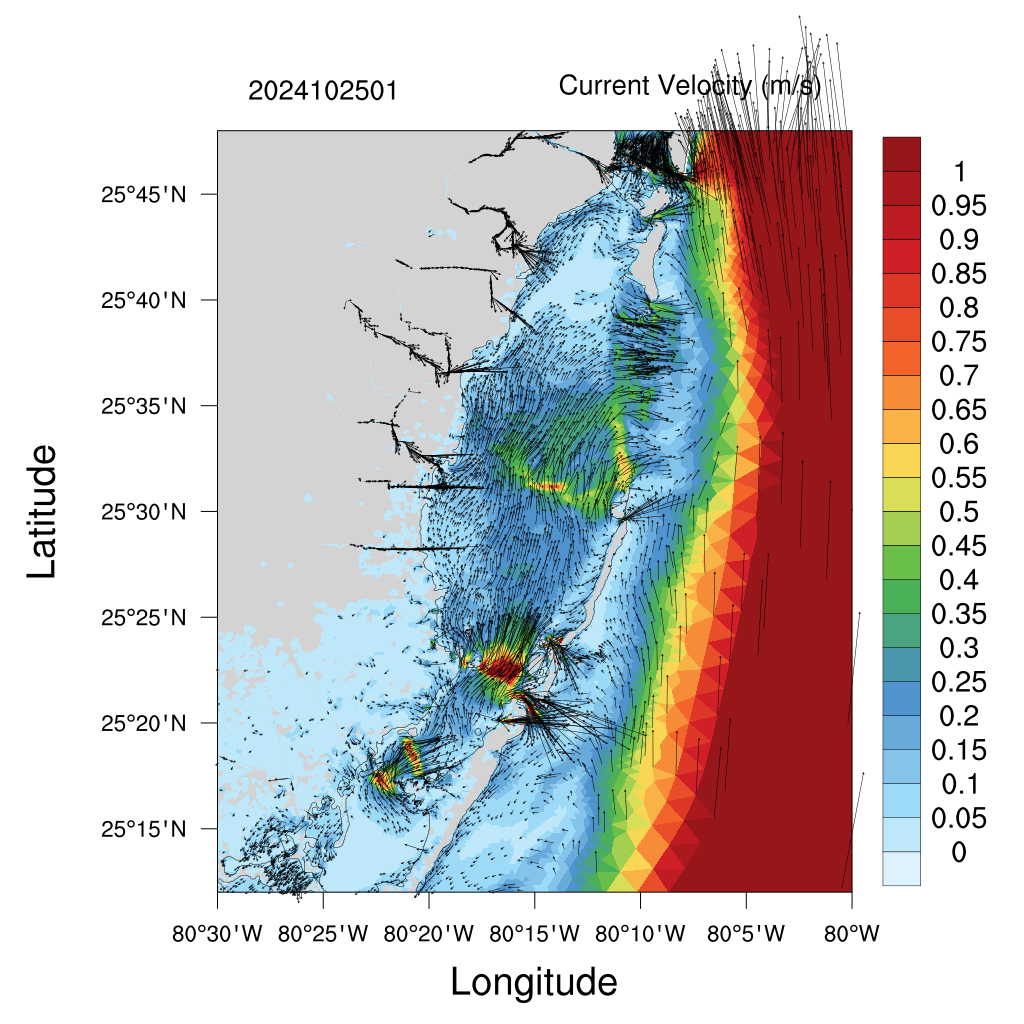 2024102501 Current Velocity (m/s)
25°45'N
25°40'N
25°35'N
25°30'N
25°25'N
25°20'N
25°15'N
Latitude
80°30'W 80°25'W 80°20'W 80°15'W 80°10'W 80°5'W 80°W
Longitude
1
0.95
0.9
0.85
0.8
0.75
0.7
0.65
0.6
0.55
0.5
0.45
0.4
0.35
0.3
0.25
0.2
0.15
0.1
0.05
0